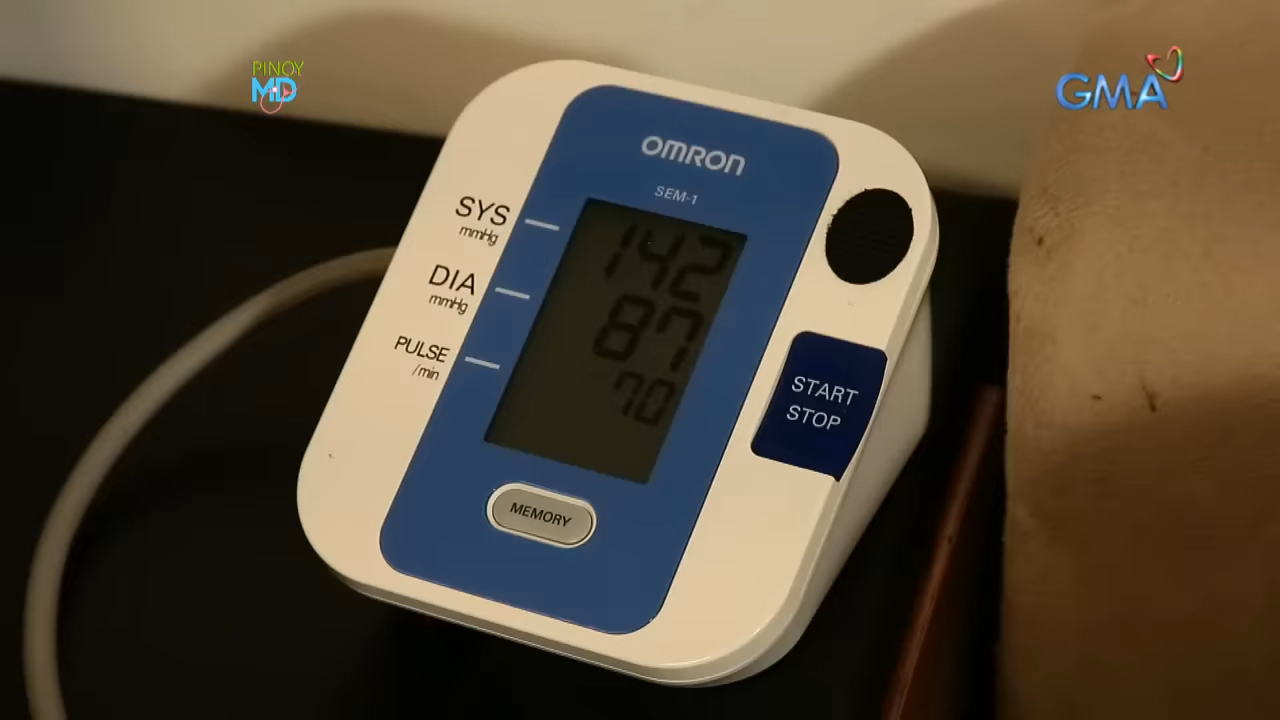 PINOY
MD
GMA
OMRON
SEM-1
SYS
mmHg
142
DIA
mmHg
87
PULSE
/min
70
START
STOP
MEMORY